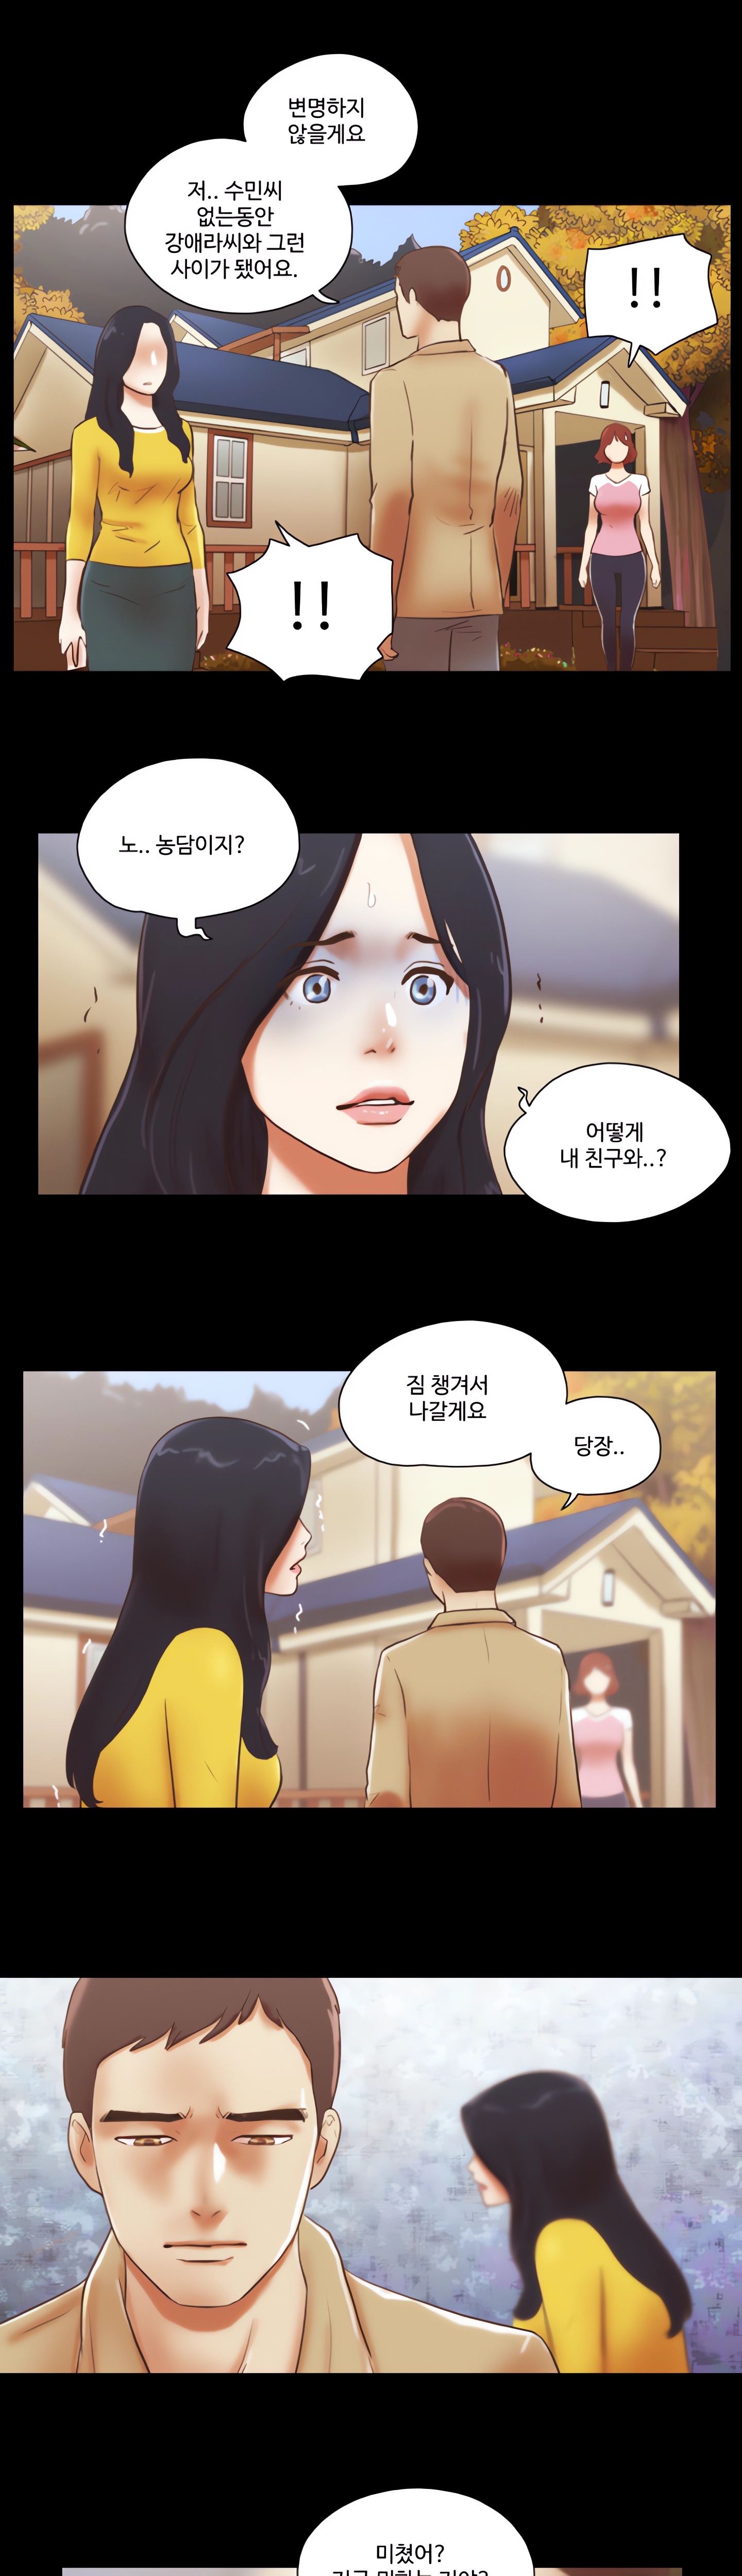 변명하지
않을게요
저.. 수민씨
없는동안
강애라씨와 그런
사이가 됐어요.
!!
!!
노.. 농담이지?
어떻게
내 친구와..?
짐 챙겨서
나갈게요
당장..
미쳤어?